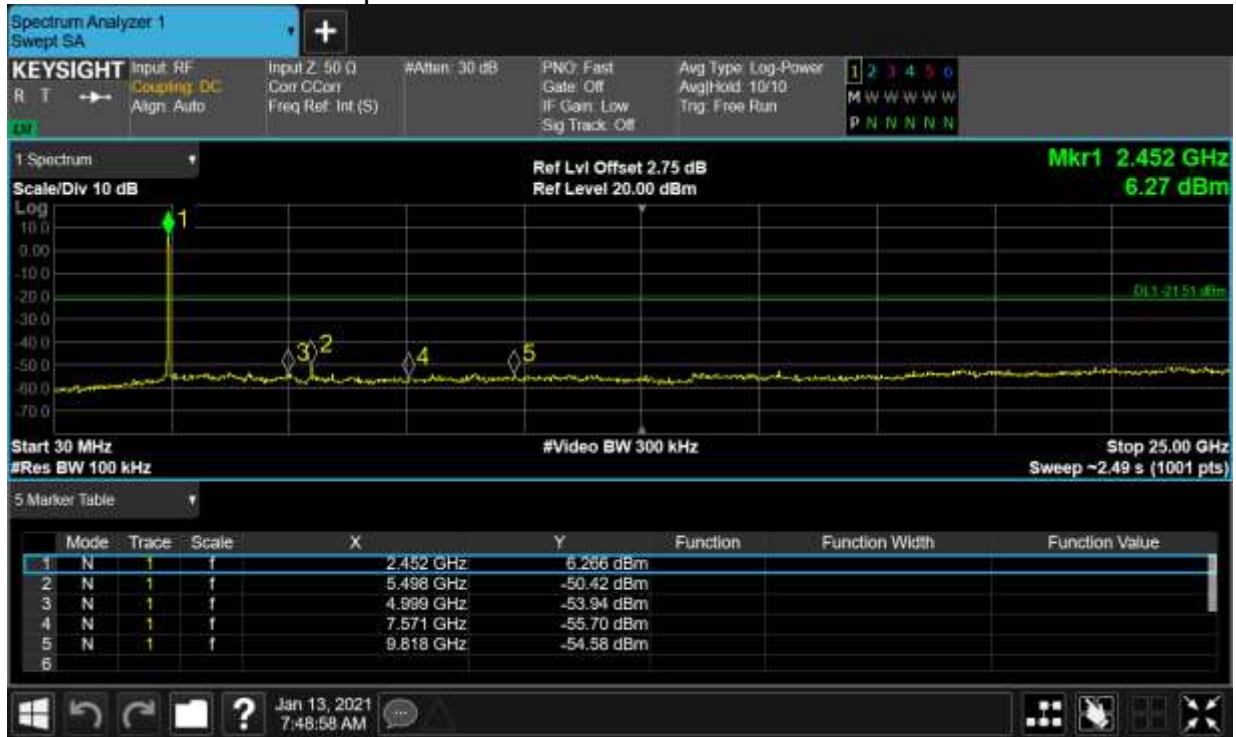 Spectrum Analyzer 1
Swept SA
+
KEYSIGHT
R T
Input: RF
Coupling: DC
Align: Auto
Input Z: 50 Ω
Corr CCorr
Freq Ref: Int (S)
#Atten: 30 dB
PNO: Fast
Gate: Off
IF Gain: Low
Sig Track: Off
Avg Type: Log-Power
Avg|Hold: 10/10
Trig: Free Run
1 2 3 4 5 6
M W W W W W
P N N N N N
1 Spectrum
Scale/Div 10 dB
Ref Lvl Offset 2.75 dB
Ref Level 20.00 dBm
Mkr1 2.452 GHz
6.27 dBm
Log
10.0
0.00
-10.0
-20.0
-30.0
-40.0
-50.0
-60.0
-70.0
1
3
2
4
5
DL1 -21.51 dBm
Start 30 MHz
#Video BW 300 kHz
Stop 25.00 GHz
#Res BW 100 kHz
Sweep ~2.49 s (1001 pts)
5 Marker Table
Mode Trace Scale X Y Function Function Width Function Value
1 N 1 f 2.452 GHz 6.266 dBm
2 N 1 f 5.498 GHz -50.42 dBm
3 N 1 f 4.999 GHz -53.94 dBm
4 N 1 f 7.571 GHz -55.70 dBm
5 N 1 f 9.818 GHz -54.58 dBm
6
?
Jan 13, 2021
7:48:58 AM